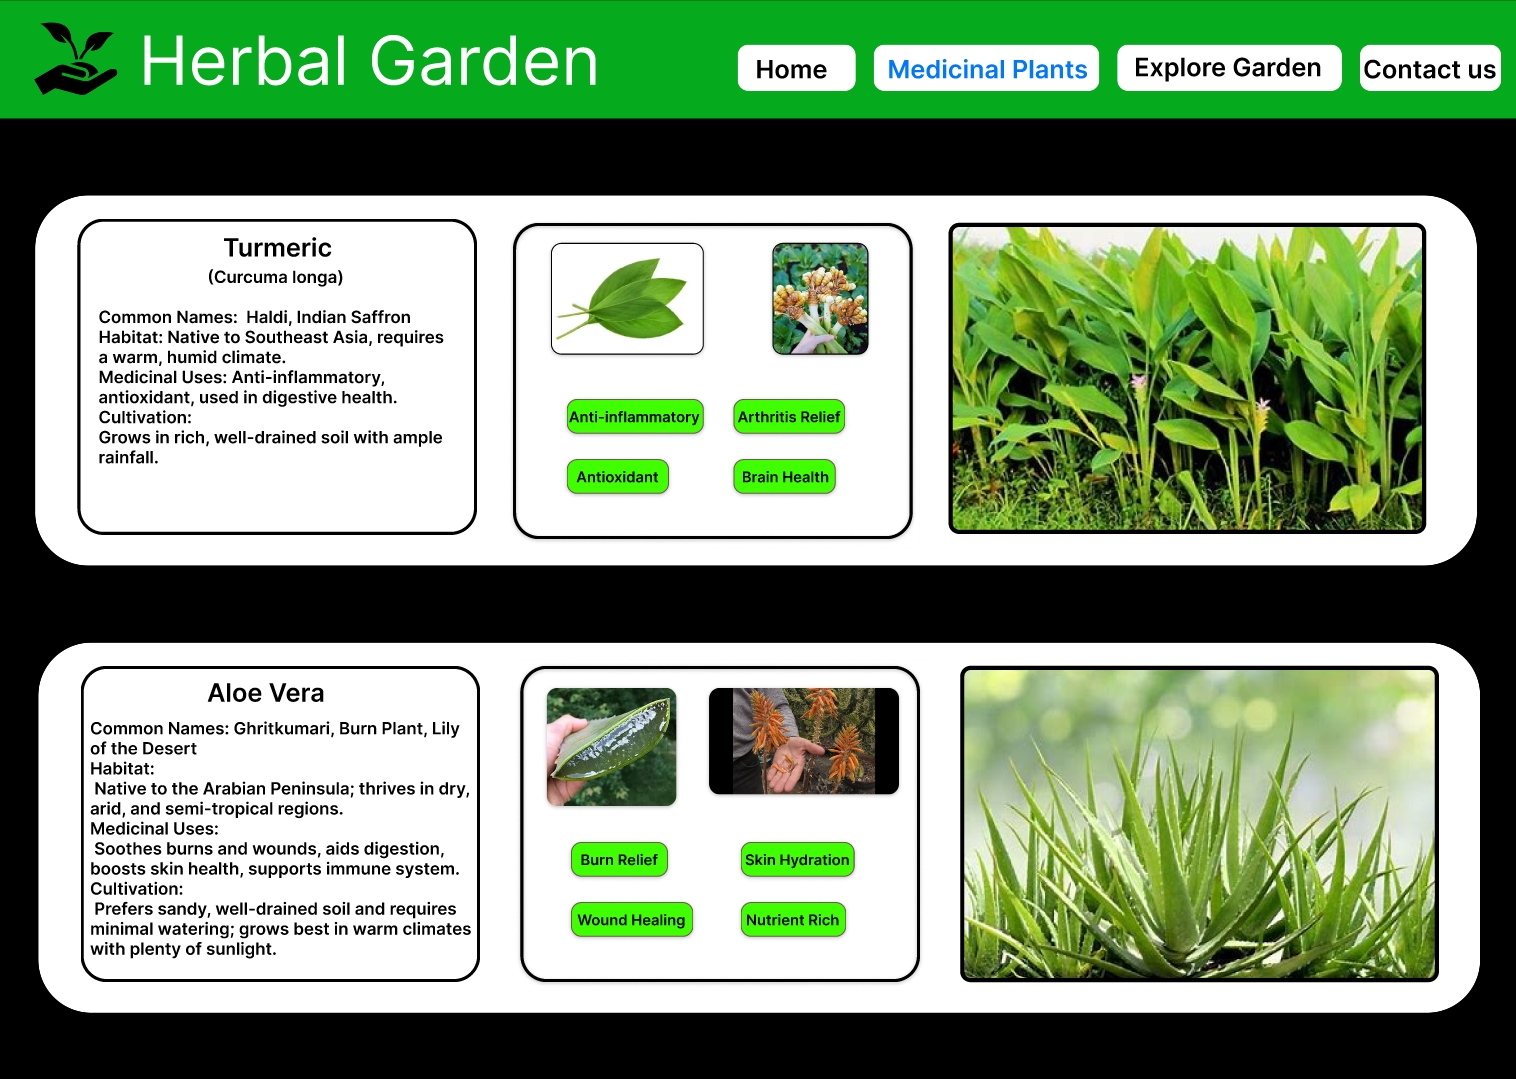 Herbal Garden
Home
Medicinal Plants
Explore Garden
Contact us
Turmeric
(Curcuma longa)
Common Names:  Haldi, Indian Saffron
Habitat: Native to Southeast Asia, requires
a warm, humid climate.
Medicinal Uses: Anti-inflammatory,
antioxidant, used in digestive health.
Cultivation:
Grows in rich, well-drained soil with ample
rainfall.
Anti-inflammatory
Arthritis Relief
Antioxidant
Brain Health
Aloe Vera
Common Names: Ghritkumari, Burn Plant, Lily
of the Desert
Habitat:
Native to the Arabian Peninsula; thrives in dry,
arid, and semi-tropical regions.
Medicinal Uses:
Soothes burns and wounds, aids digestion,
boosts skin health, supports immune system.
Cultivation:
Prefers sandy, well-drained soil and requires
minimal watering; grows best in warm climates
with plenty of sunlight.
Burn Relief
Skin Hydration
Wound Healing
Nutrient Rich